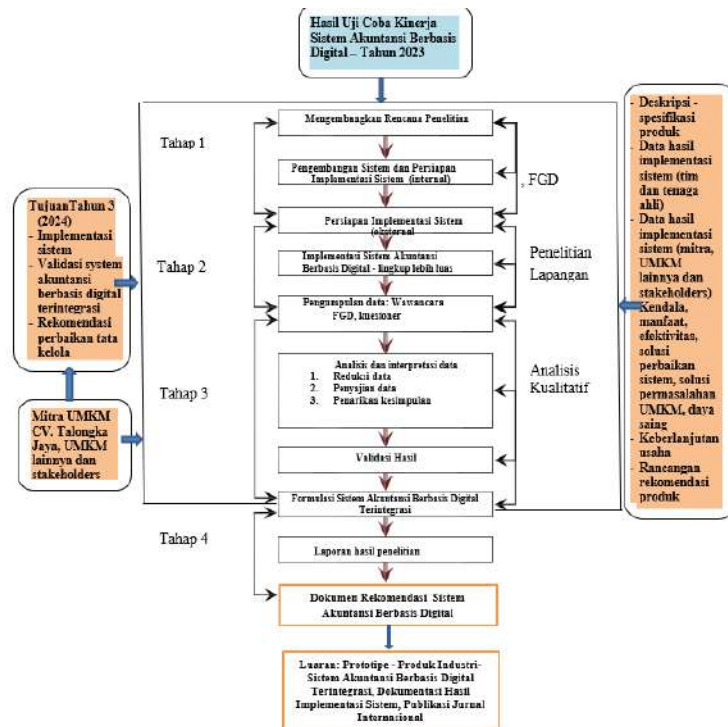 Hasil Uji Coba Kinerja
Sistem Akuntansi Berbasis
Digital – Tahun 2023
Tahap 1
Mengembangkan Rencana Penelitian
Pengembangan Sistem dan Persiapan
Implementasi Sistem (internal)
, FGD
Persiapan Implementasi Sistem
(eksternal)
Tahap 2
Implementasi Sistem Akuntansi
Berbasis Digital - lingkup lebih luas
Penelitian
Lapangan
Pengumpulan data: Wawancara
FGD, kuesioner
Tahap 3
Analisis dan interpretasi data
1. Reduksi data
2. Penyajian data
3. Penarikan kesimpulan
Analisis
Kualitatif
Validasi Hasil
Formulasi Sistem Akuntansi Berbasis Digital
Terintegrasi
Tahap 4
Laporan hasil penelitian
Dokumen Rekomendasi Sistem
Akuntansi Berbasis Digital
Luaran: Prototipe - Produk Industri-
Sistem Akuntansi Berbasis Digital
Terintegrasi, Dokumentasi Hasil
Implementasi Sistem, Publikasi Jurnal
Internasional
TujuanTahun 3
(2024)
- Implementasi
sistem
- Validasi system
akuntansi
berbasis digital
terintegrasi
- Rekomendasi
perbaikan tata
kelola
Mitra UMKM
CV. Talongka
Jaya, UMKM
lainnya dan
stakeholders
- Deskripsi -
spesifikasi
produk
- Data hasil
implementasi
sistem (tim
dan tenaga
ahli)
- Data hasil
implementasi
sistem (mitra,
UMKM
lainnya dan
stakeholders)
- Kendala,
manfaat,
efektivitas,
solusi
perbaikan
sistem, solusi
permasalahan
UMKM, daya
saing
- Keberlanjutan
usaha
- Rancangan
rekomendasi
produk